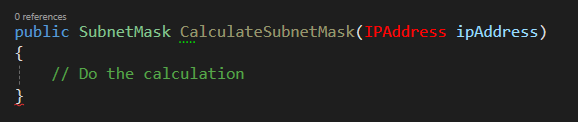 0 references
public SubnetMask CalculateSubnetMask(IPAddress ipAddress)
{
// Do the calculation
}